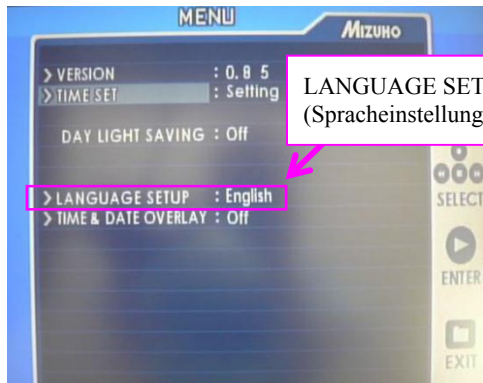 MENU
MIZUHO
> VERSION : 0.8 5
> TIME SET : Setting
DAY LIGHT SAVING : Off
> LANGUAGE SETUP : English
> TIME & DATE OVERLAY : Off
LANGUAGE SET
(Spracheinstellung
SELECT
ENTER
EXIT